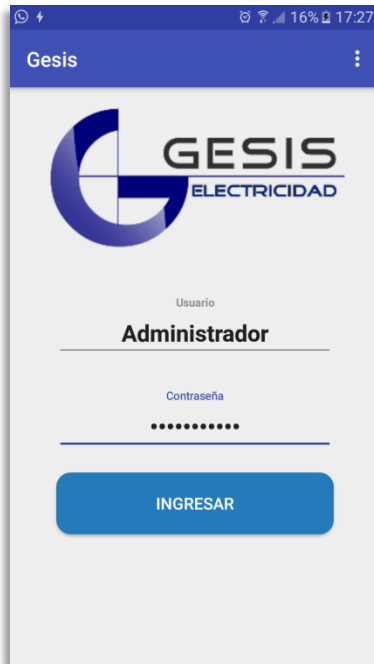 16% 17:27
Gesis
GESIS
ELECTRICIDAD
Usuario
Administrador
Contraseña
•••••••••••
INGRESAR